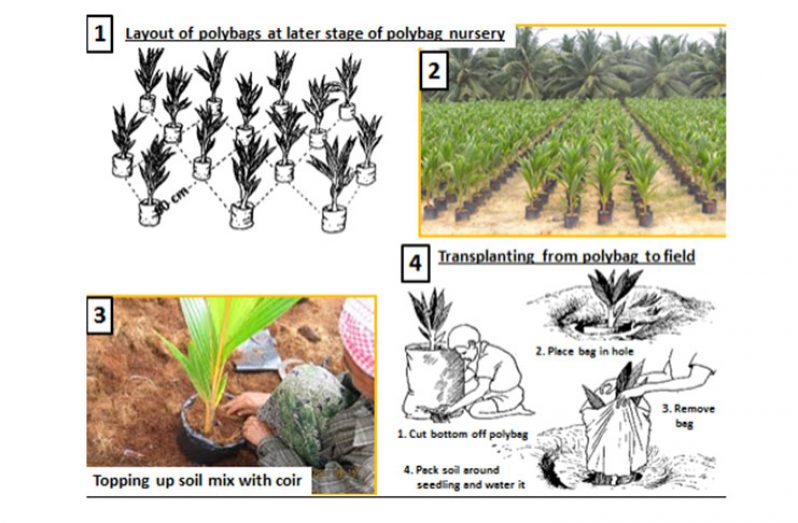 1
Layout of polybags at later stage of polybag nursery
2
3
Topping up soil mix with coir
4
Transplanting from polybag to field
1. Cut bottom off polybag
2. Place bag in hole
3. Remove
bag
4. Pack soil around
seedling and water it